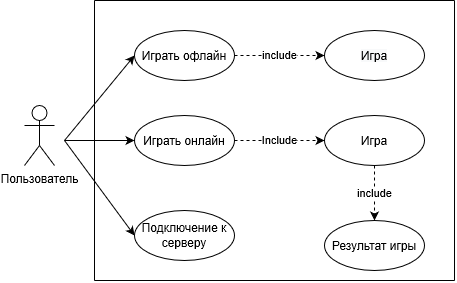 Играть офлайн
include
Игра
Играть онлайн
Include
Игра
Пользователь
include
Подключение к
серверу
Результат игры